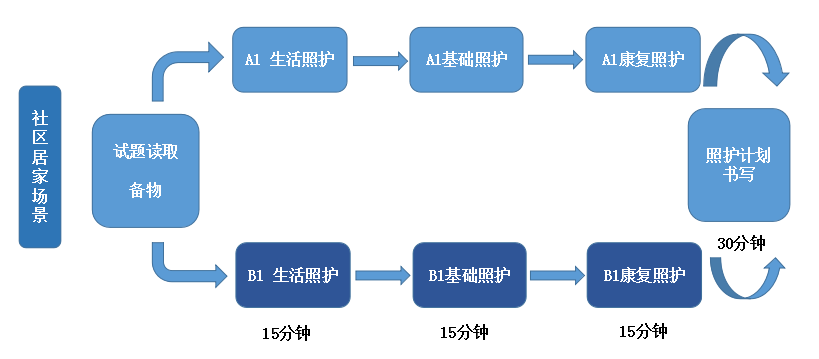 社区居家场景
试题读取
备物
A1 生活照护
A1基础照护
A1康复照护
照护计划
书写
30分钟
B1 生活照护
B1基础照护
B1康复照护
15分钟
15分钟
15分钟